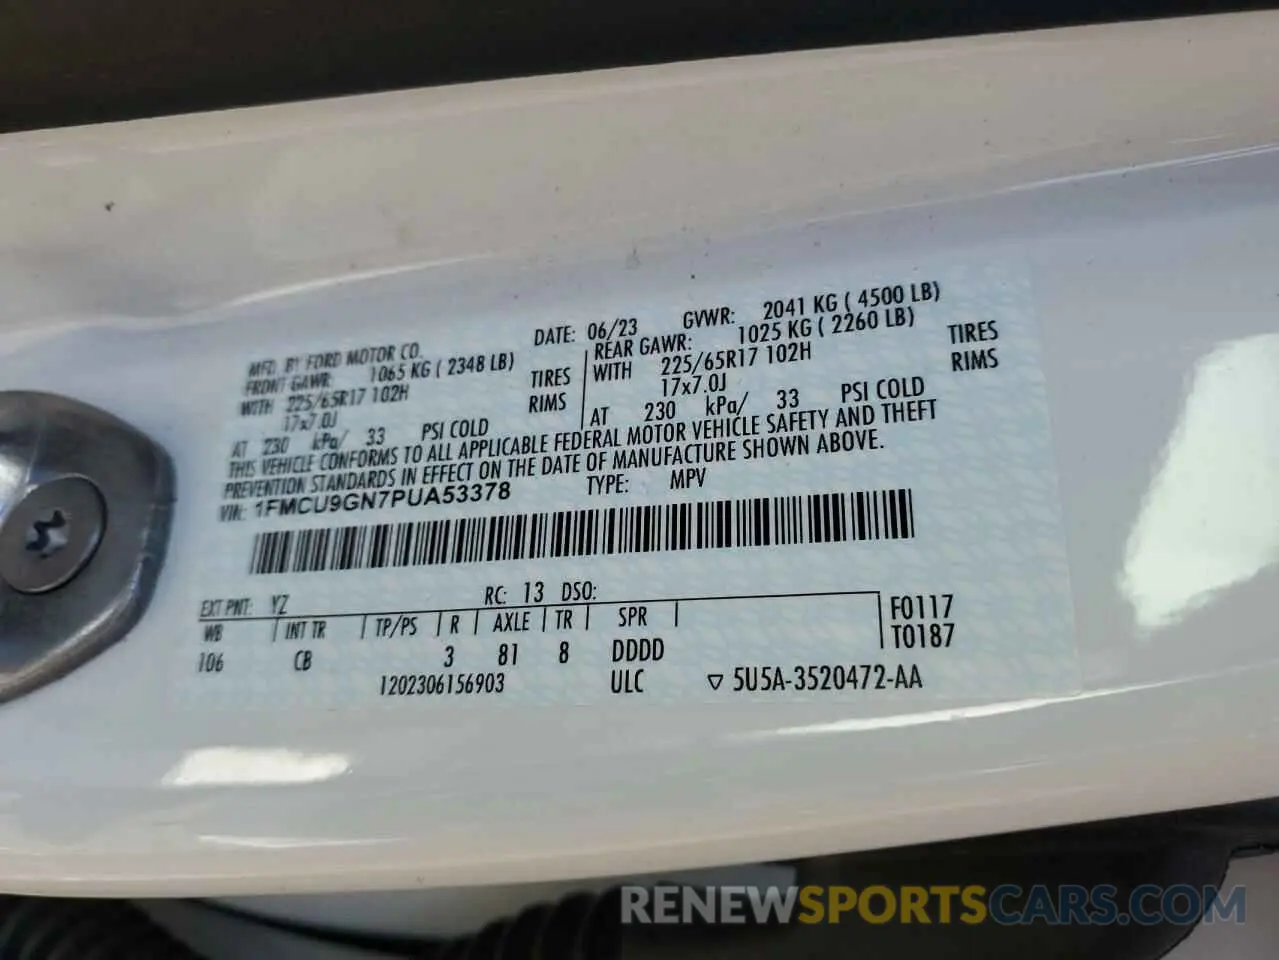 MFD. BY FORD MOTOR CO.
DATE: 06/23 GVWR: 2041 KG ( 4500 LB)
FRONT GAWR: 1065 KG ( 2348 LB)
REAR GAWR: 1025 KG ( 2260 LB)
WITH 225/65R17 102H TIRES
WITH 225/65R17 102H TIRES
17x7.0J RIMS
17x7.0J RIMS
AT 230 kPa/ 33 PSI COLD
AT 230 kPa/ 33 PSI COLD
THIS VEHICLE CONFORMS TO ALL APPLICABLE FEDERAL MOTOR VEHICLE SAFETY AND THEFT
PREVENTION STANDARDS IN EFFECT ON THE DATE OF MANUFACTURE SHOWN ABOVE.
VIN: 1FMCU9GN7PUA53378 TYPE: MPV
EXT PNT: YZ RC: 13 DSO:
WB INT TR TP/PS R AXLE TR SPR F0117
106 CB 3 81 8 DDDD T0187
1202306156903 ULC ▽ 5U5A-3520472-AA
RENEWSPORTSCARS.COM